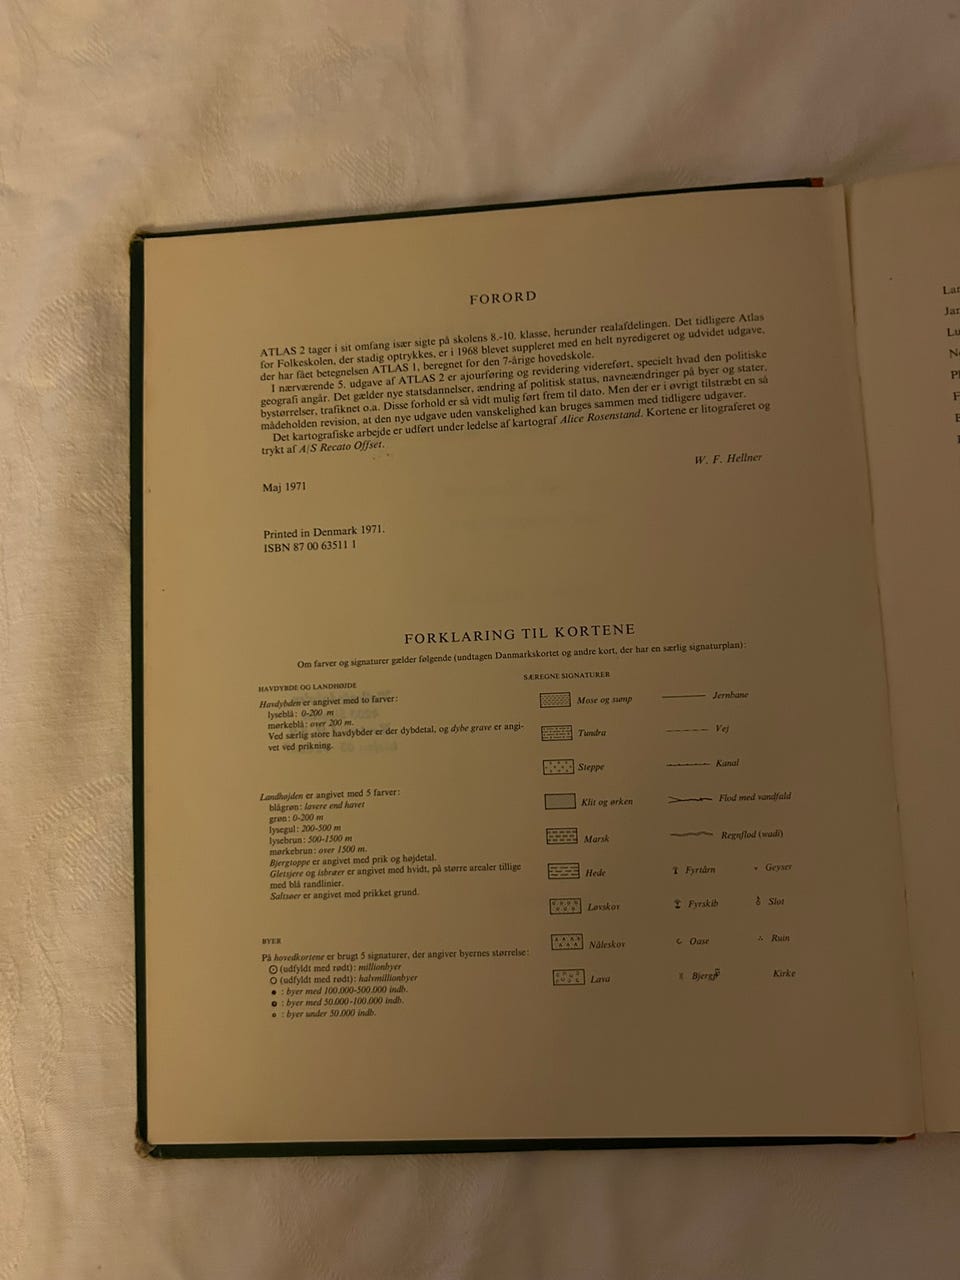 FORORD
ATLAS 2 tager i sit omfang især sigte på skolens 8.-10. klasse, herunder realafdelingen. Det tidligere Atlas
for Folkeskolen, der stadig optrykkes, er i 1968 blevet suppleret med en helt nyredigeret og udvidet udgave,
der har fået betegnelsen ATLAS 1, beregnet for den 7-årige hovedskole.
I nærværende 5. udgave af ATLAS 2 er ajourføring og revidering videreført, specielt hvad den politiske
geografi angår. Det gælder nye statsdannelser, ændring af politisk status, navneændringer på byer og stater,
bystørrelser, trafiknet o.a. Disse forhold er så vidt mulig ført frem til dato. Men der er i øvrigt tilstræbt en så
mådeholden revision, at den nye udgave uden vanskelighed kan bruges sammen med tidligere udgaver.
Det kartografiske arbejde er udført under ledelse af kartograf Alice Rosenstand. Kortene er litograferet og
trykt af A/S Recato Offset.
W. F. Hellner
Maj 1971
Printed in Denmark 1971.
ISBN 87 00 63511 1
FORKLARING TIL KORTENE
Om farver og signaturer gælder følgende (undtagen Danmarkskortet og andre kort, der har en særlig signaturplan):
HAVDYBDE OG LANDHØJDE
Havdybden er angivet med to farver:
lyseblå: 0-200 m
mørkeblå: over 200 m.
Ved særlig store havdybder er der dybdetal, og dybe grave er angi-
vet ved prikning.
Landhøjden er angivet med 5 farver:
blågrøn: lavere end havet
grøn: 0-200 m
lysegul: 200-500 m
lysebrun: 500-1500 m
mørkebrun: over 1500 m.
Bjergtoppe er angivet med prik og højdetal.
Gletsjere og isbræer er angivet med hvidt, på større arealer tillige
med blå randlinier.
Saltsøer er angivet med prikket grund.
BYER
På hovedkortene er brugt 5 signaturer, der angiver byernes størrelse:
(udfyldt med rødt): millionbyer
(udfyldt med rødt): halvmillionbyer
: byer med 100.000-500.000 indb.
: byer med 50.000-100.000 indb.
: byer under 50.000 indb.
SÆREGNE SIGNATURER
Mose og sump
Jernbane
Tundra
Vej
Steppe
Kanal
Klit og ørken
Flod med vandfald
Marsk
Regnflod (wadi)
Hede
Fyrtårn
Geyser
Løvskov
Fyrskib
Slot
Nåleskov
Oase
Ruin
Lava
Kirke
Lan
Jar